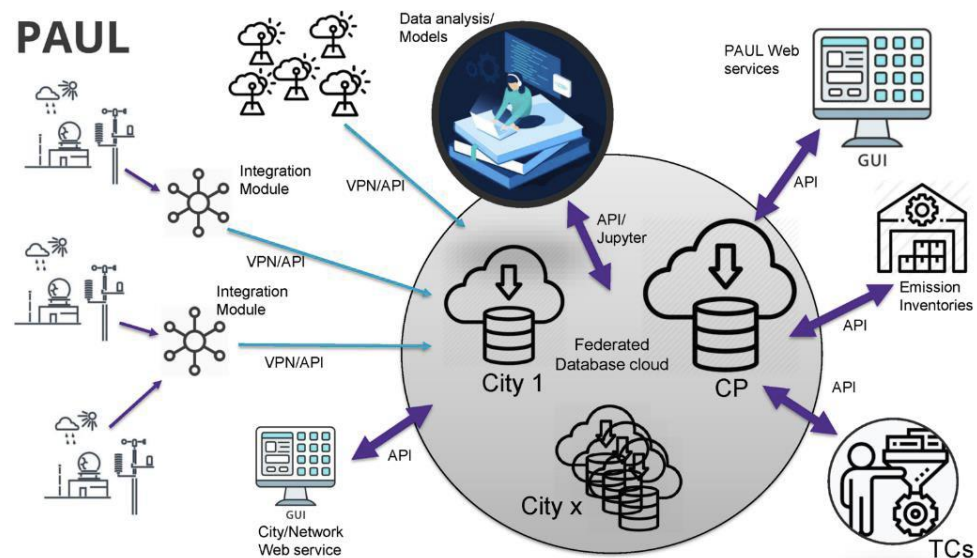 PAUL
Data analysis/
Models
PAUL Web
services
GUI
Integration
Module
VPN/API
API
API/
Jupyter
VPN/API
Emission
Inventories
Integration
Module
API
VPN/API
Federated
Database cloud
City 1
CP
API
API
GUI
City/Network
Web service
City x
TCs